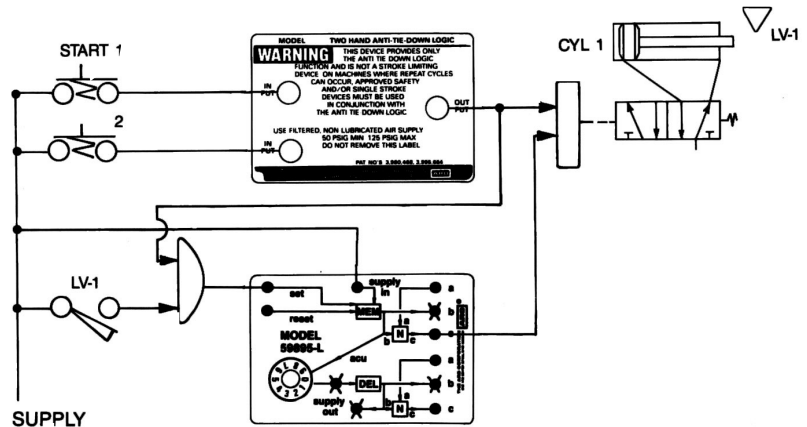 START 1
2
MODEL TWO HAND ANTI-TIE-DOWN LOGIC
WARNING
THIS DEVICE PROVIDES ONLY
THE ANTI TIE DOWN LOGIC
FUNCTION AND IS NOT A STROKE LIMITING
DEVICE ON MACHINES WHERE REPEAT CYCLES
CAN OCCUR, APPROVED SAFETY
AND/OR SINGLE STROKE
DEVICES MUST BE USED
IN CONJUNCTION WITH
THE ANTI TIE DOWN LOGIC
IN
PUT
OUT
PUT
IN
PUT
USE FILTERED, NON LUBRICATED AIR SUPPLY
50 PSIG MIN 125 PSIG MAX
DO NOT REMOVE THIS LABEL
CYL 1
LV-1
LV-1
SUPPLY
set
supply
in
a
reset
MEM
b
a
b
N
c
MODEL
59895-L
acu
a
DEL
b
supply
out
a
b
N
c
c